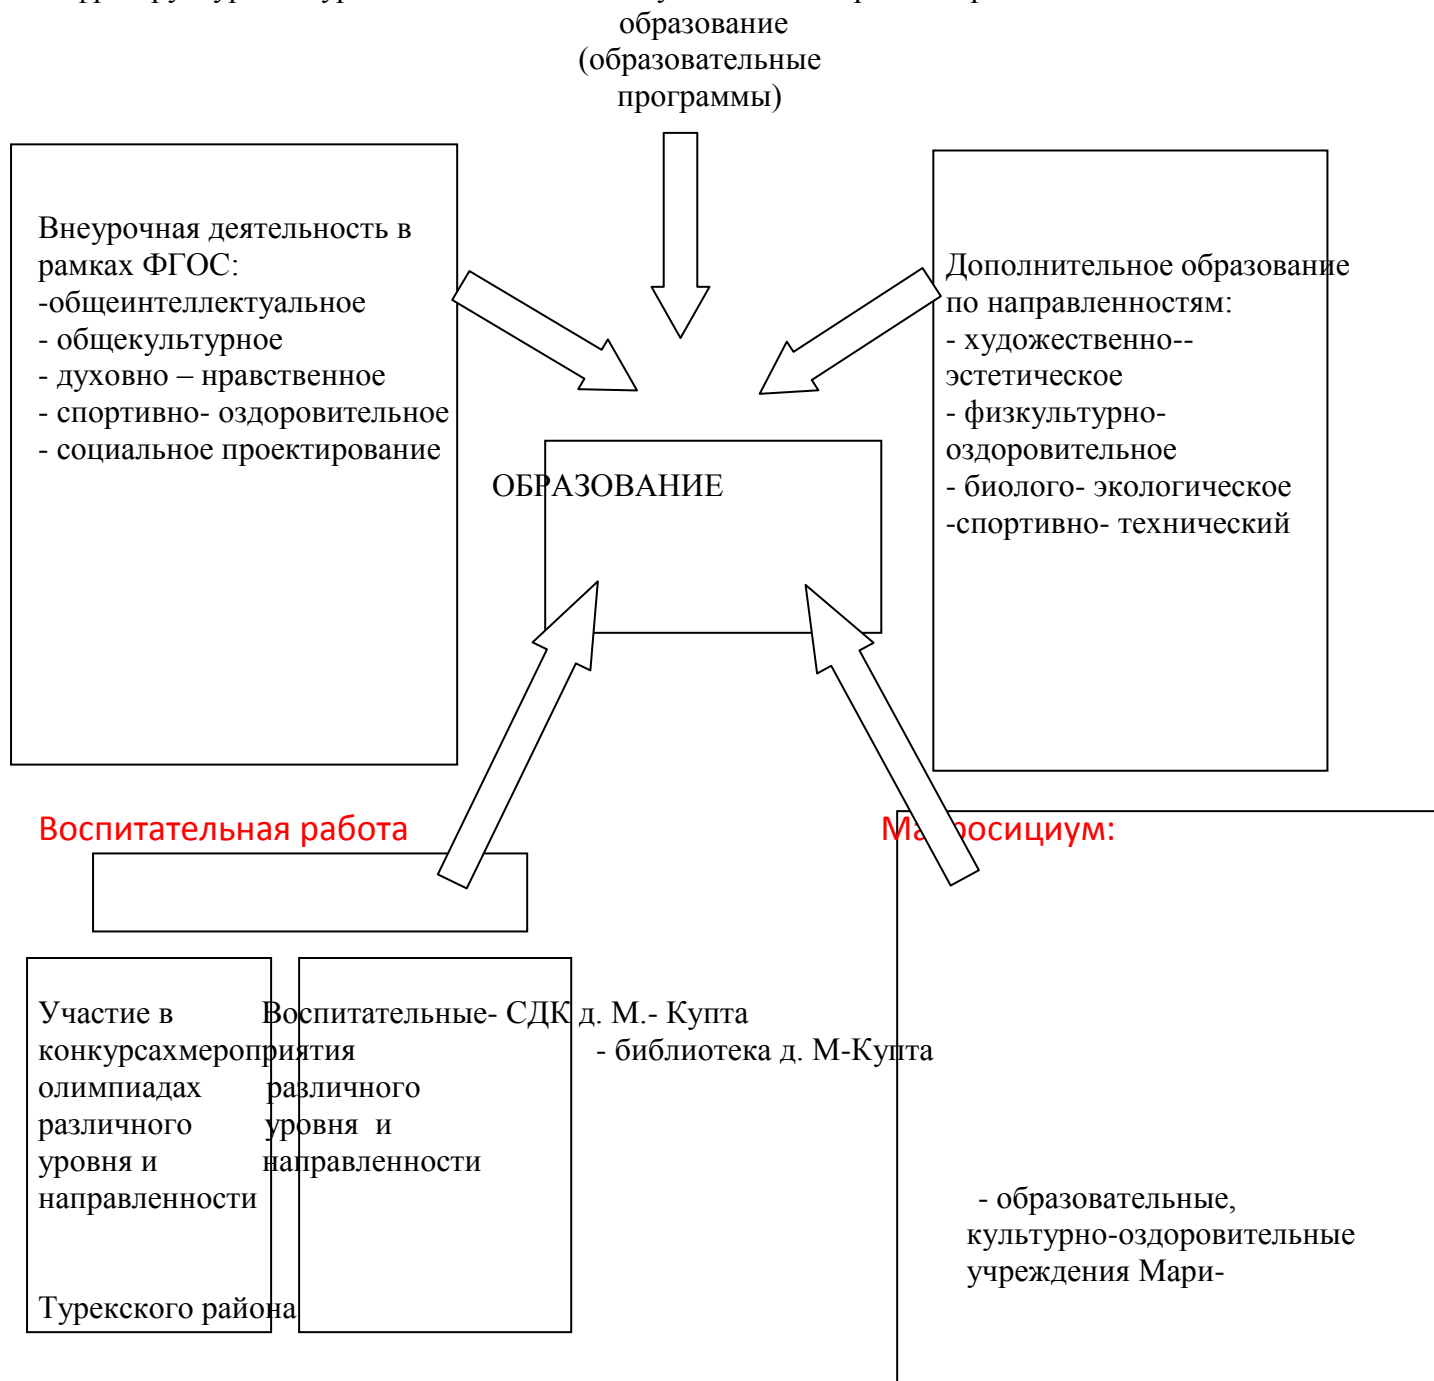 образование
(образовательные
программы)
Внеурочная деятельность в
рамках ФГОС:
-общеинтеллектуальное
- общекультурное
- духовно – нравственное
- спортивно- оздоровительное
- социальное проектирование
Дополнительное образование
по направленностям:
- художественно--
эстетическое
- физкультурно-
оздоровительное
- биолого- экологическое
-спортивно- технический
ОБРАЗОВАНИЕ
Воспитательная работа
Участие в
конкурсах
олимпиадах
различного
уровня и
направленности
Воспитательные
мероприятия
различного
уровня и
направленности
- СДК д. М.- Купта
- библиотека д. М-Купта
- образовательные,
культурно-оздоровительные
учреждения Мари-
Турекского района